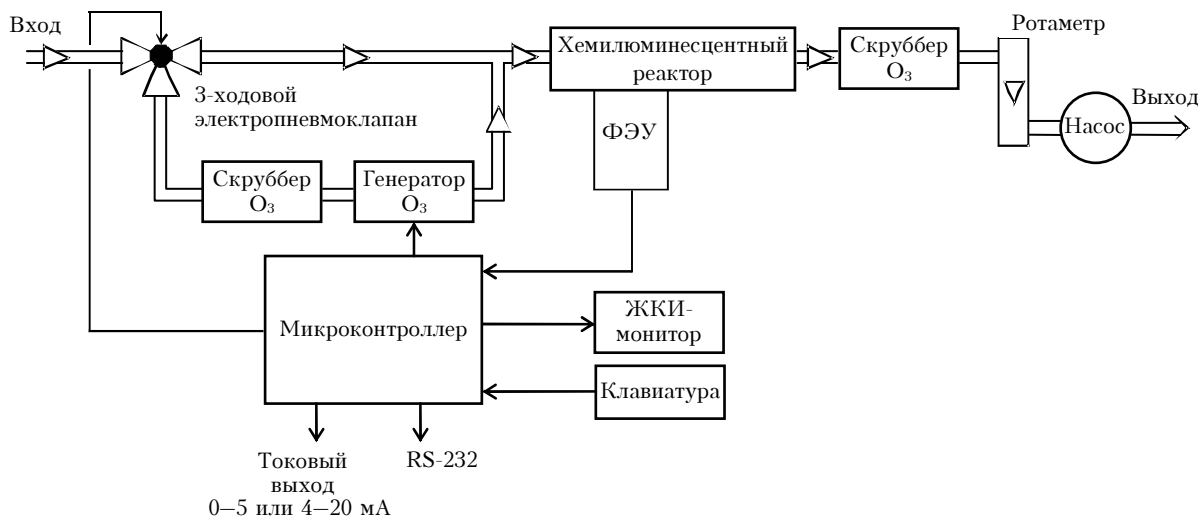 Вход
Хемилюминесцентный
реактор
Скруббер
O₃
Ротаметр
Выход
Насос
3-ходовой
электропневмоклапан
ФЭУ
Скруббер
O₃
Генератор
O₃
Микроконтроллер
ЖКИ-
монитор
Клавиатура
Токовый
выход
0–5 или 4–20 мА
RS-232